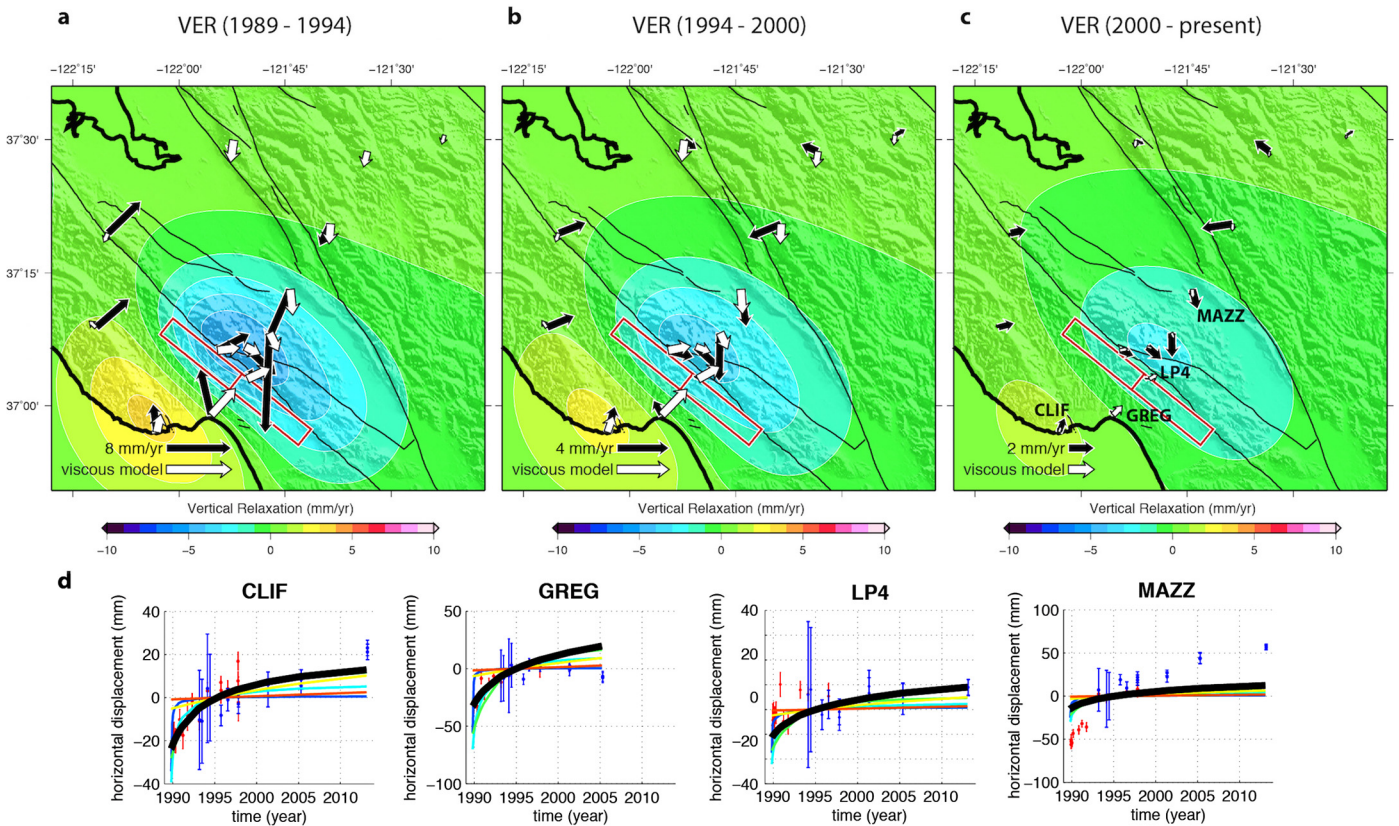 a VER (1989 - 1994)
b VER (1994 - 2000)
c VER (2000 - present)
−122˚15' −122˚00' −121˚45' −121˚30'
−122˚15' −122˚00' −121˚45' −121˚30'
−122˚15' −122˚00' −121˚45' −121˚30'
37˚30'
37˚15'
37˚00'
8 mm/yr
viscous model
4 mm/yr
viscous model
MAZZ
LP4
CLIF
GREG
2 mm/yr
viscous model
Vertical Relaxation (mm/yr)
−10 −5 0 5 10
Vertical Relaxation (mm/yr)
−10 −5 0 5 10
Vertical Relaxation (mm/yr)
−10 −5 0 5 10
d
CLIF
horizontal displacement (mm)
40
20
0
−20
−40
1990 1995 2000 2005 2010
time (year)
GREG
horizontal displacement (mm)
50
0
−50
−100
1990 1995 2000 2005 2010
time (year)
LP4
horizontal displacement (mm)
40
20
0
−20
−40
1990 1995 2000 2005 2010
time (year)
MAZZ
horizontal displacement (mm)
100
50
0
−50
−100
1990 1995 2000 2005 2010
time (year)